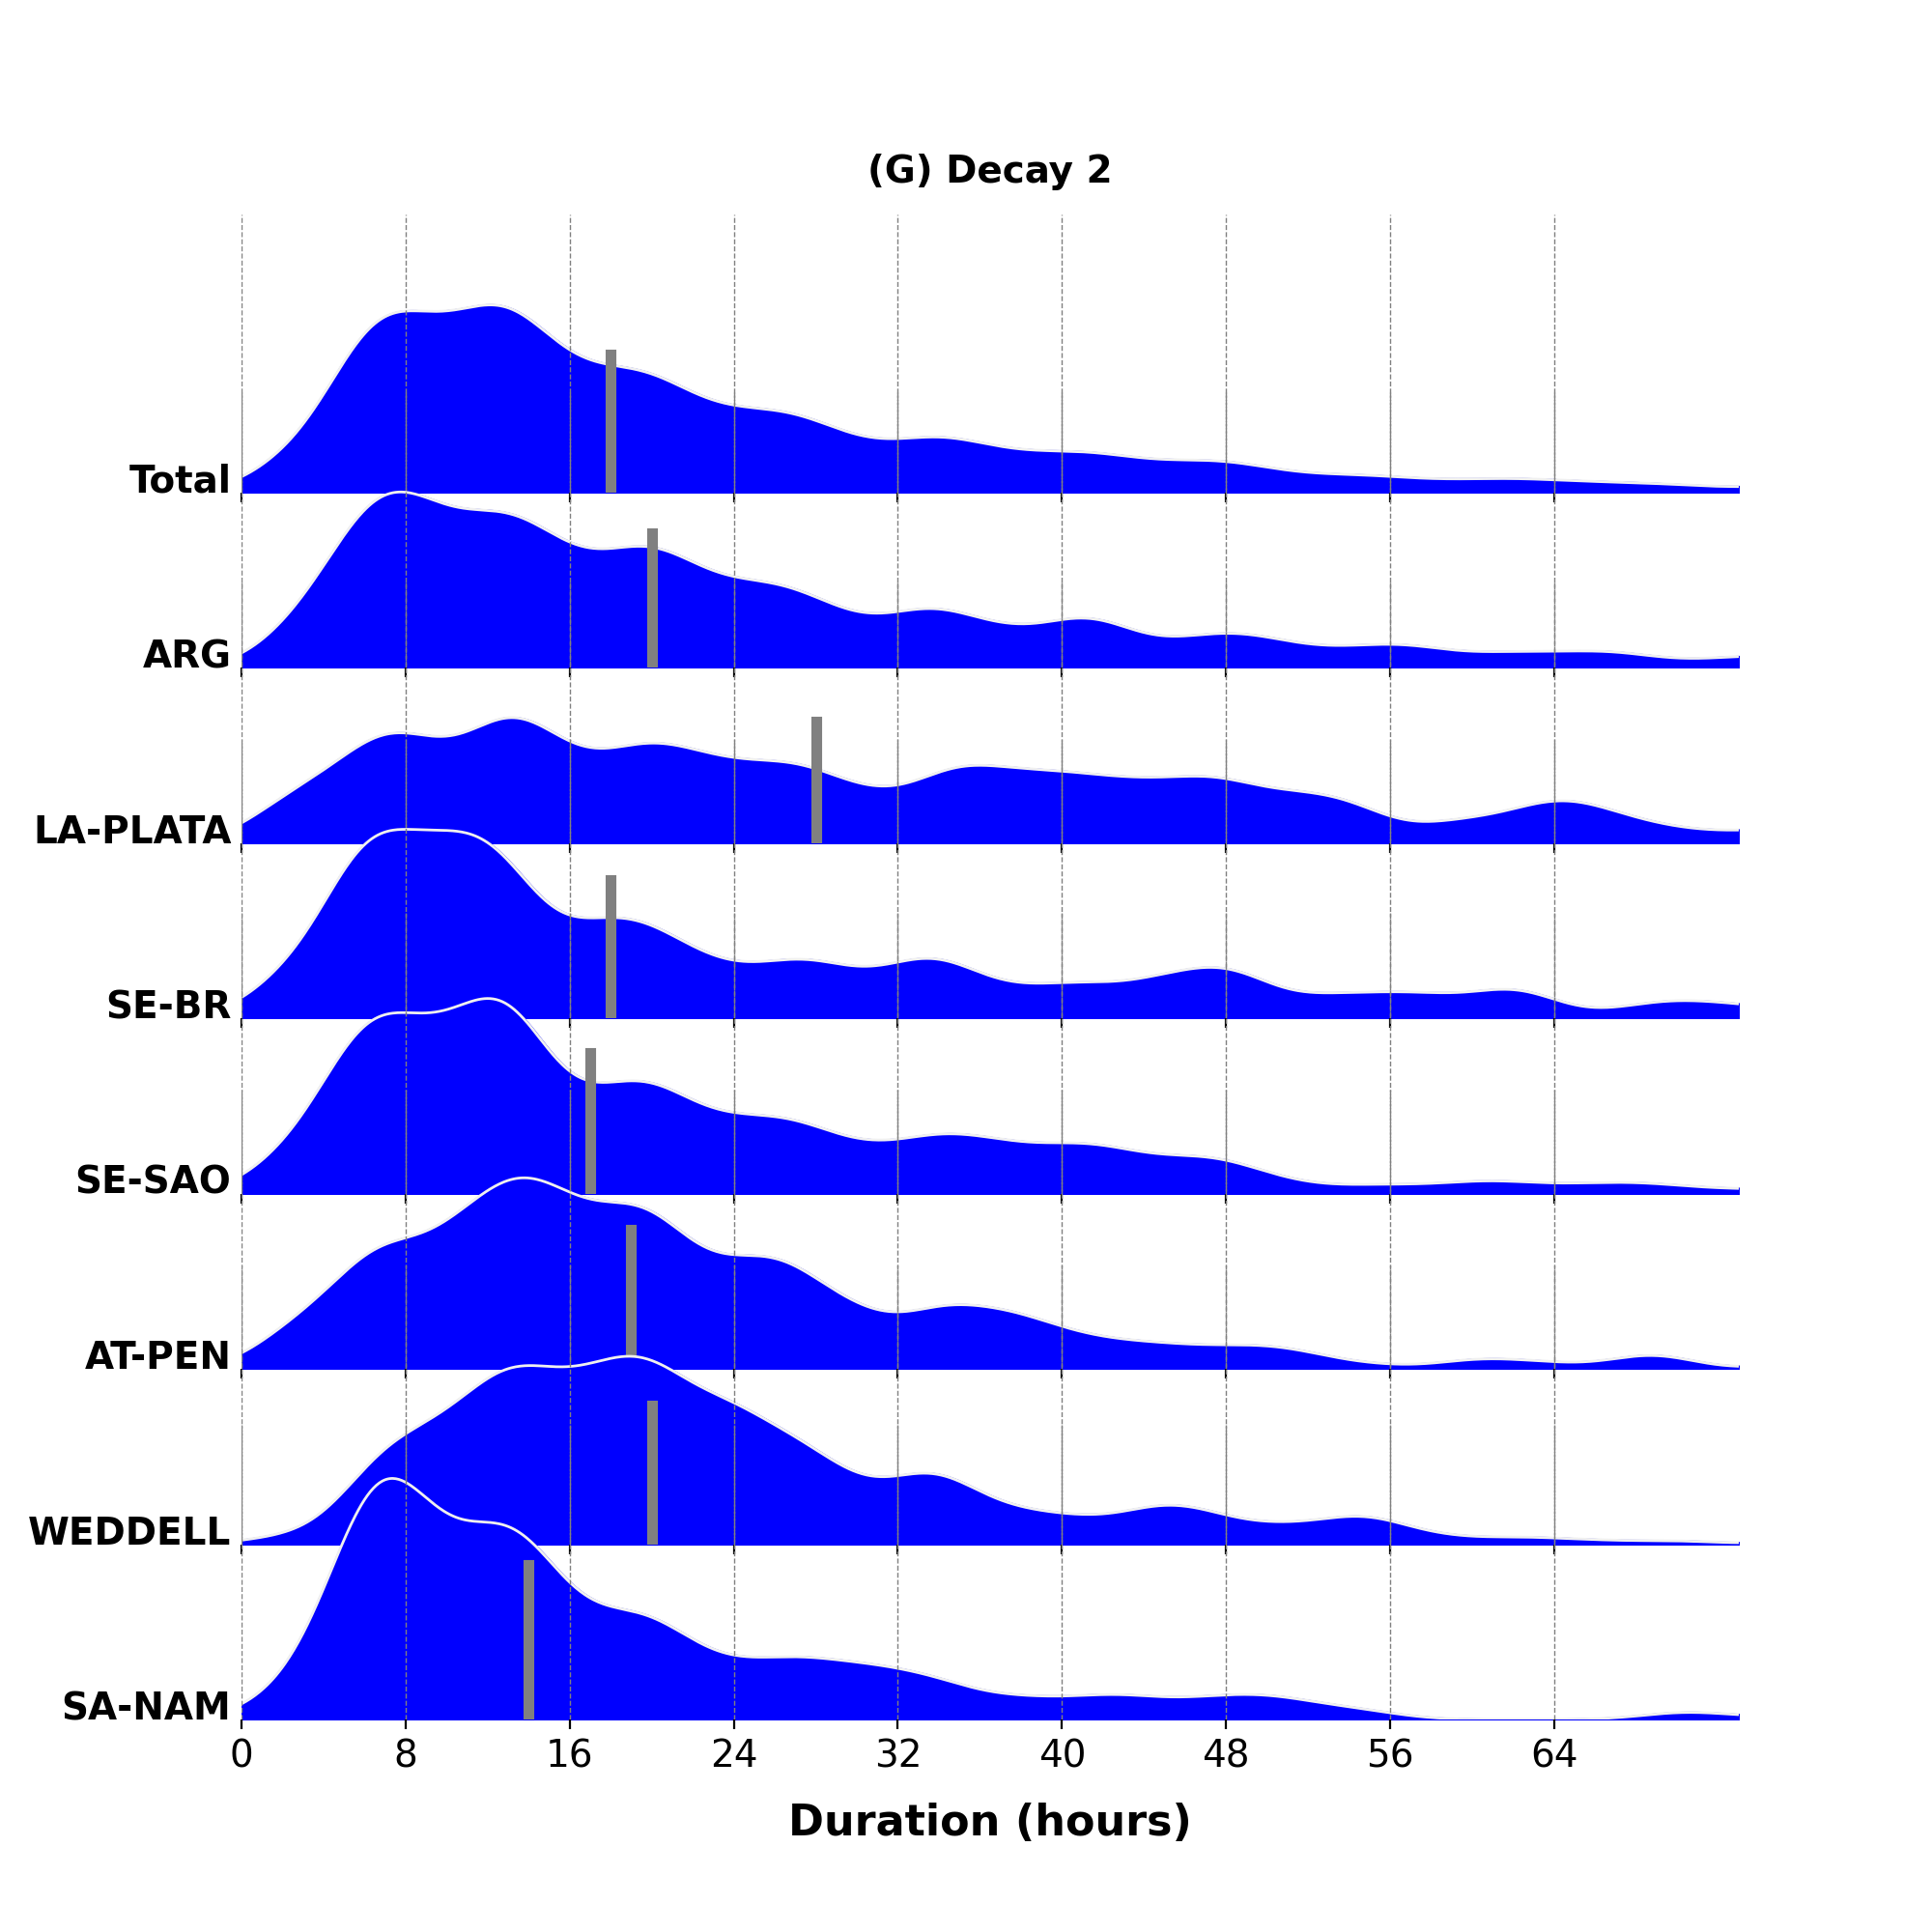 (G) Decay 2
Total
ARG
LA-PLATA
SE-BR
SE-SAO
AT-PEN
WEDDELL
SA-NAM
0 8 16 24 32 40 48 56 64
Duration (hours)